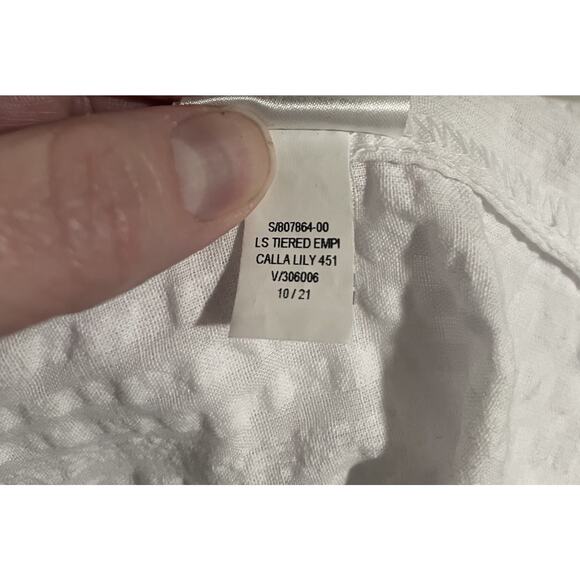 S/807864-00
LS TIERED EMPI
CALLA LILY 451
V/306006
10 / 21